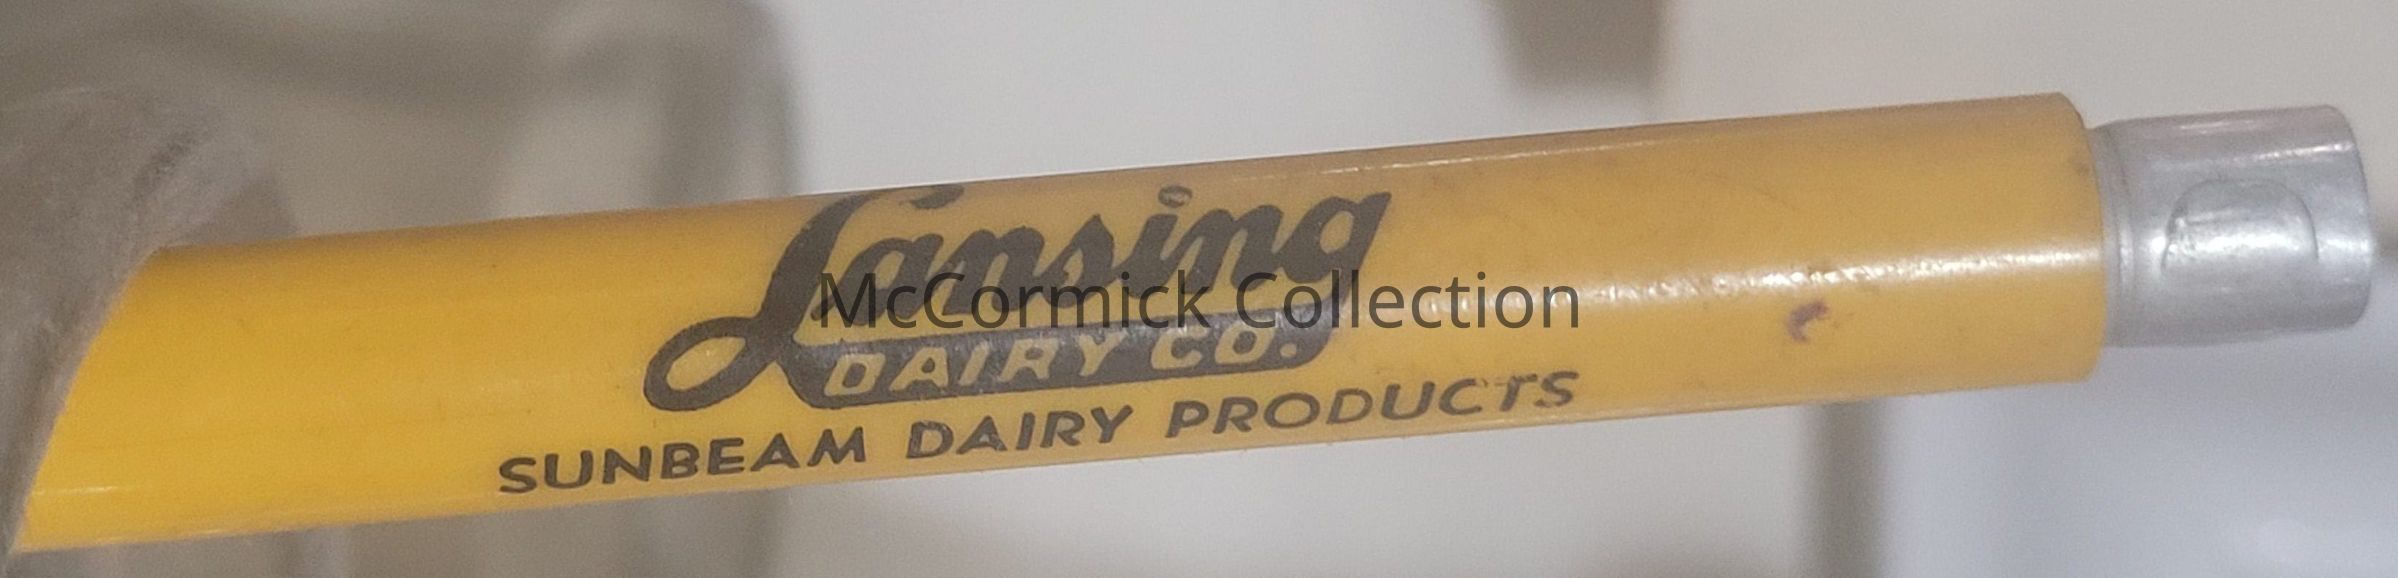 Lansing
McCormick Collection
DAIRY CO.
SUNBEAM DAIRY PRODUCTS